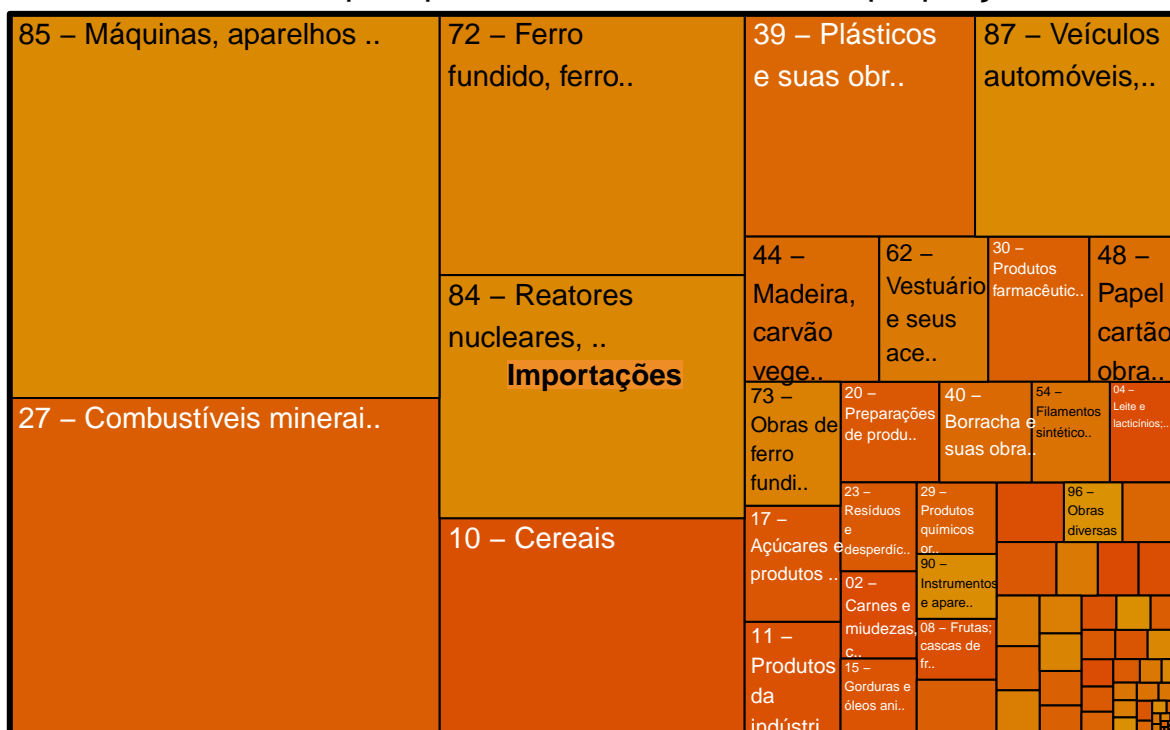 85 – Máquinas, aparelhos ..
72 – Ferro
fundido, ferro..
39 – Plásticos
e suas obr..
87 – Veículos
automóveis,..
84 – Reatores
nucleares, ..
Importações
44 –
Madeira,
carvão
vege..
62 –
Vestuário
e seus
ace..
30 –
Produtos
farmacêutic..
48 –
Papel
cartão
obra..
27 – Combustíveis minerai..
10 – Cereais
73 –
Obras de
ferro
fundi..
20 –
Preparações
de produ..
40 –
Borracha e
suas obra..
54 –
Filamentos
sintético..
04 –
Leite e
lacticínios;..
17 –
Açúcares e
produtos ..
23 –
Resíduos
e
desperdíc..
29 –
Produtos
químicos
or..
96 –
Obras
diversas
90 –
Instrumentos
e apare..
02 –
Carnes e
miudezas,
c..
08 – Frutas;
cascas de
fr..
11 –
Produtos
da
indústri
15 –
Gorduras e
óleos ani..